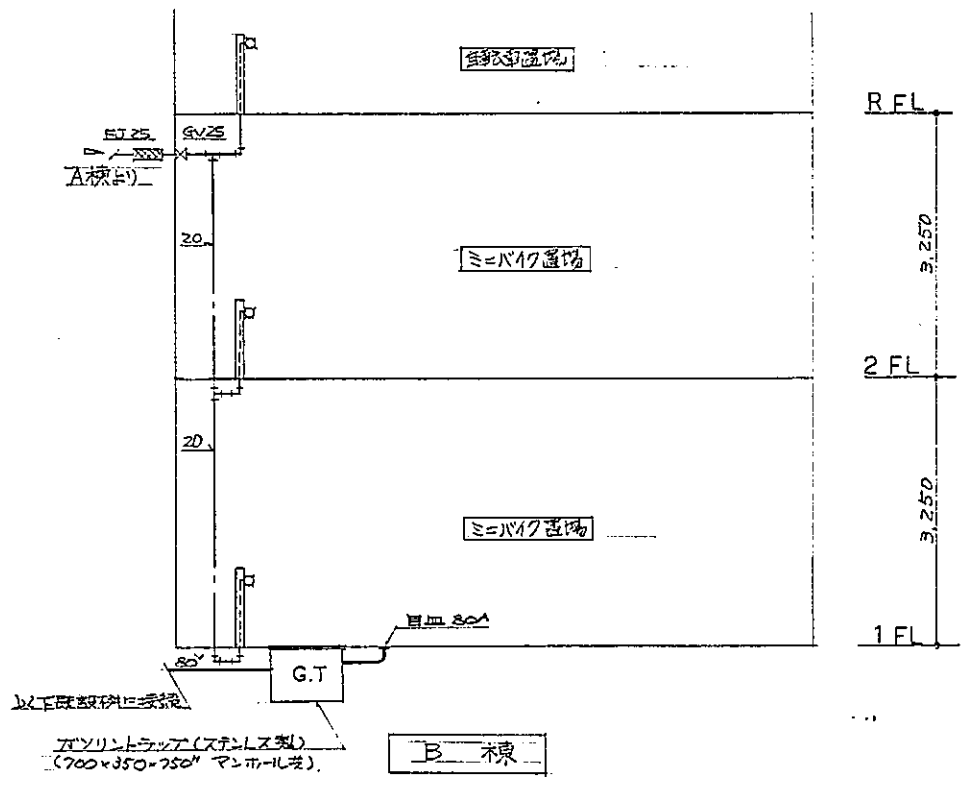 自転車置場
R FL
EJ25
GV25
A棟より
20
3,250
ミニバイク置場
2 FL
20
3,250
ミニバイク置場
目皿 80A
1 FL
80
G.T
以下既設桝に接続
ガソリントラップ(ステンレス製)
(700×350×750H マンホール共)
B 棟